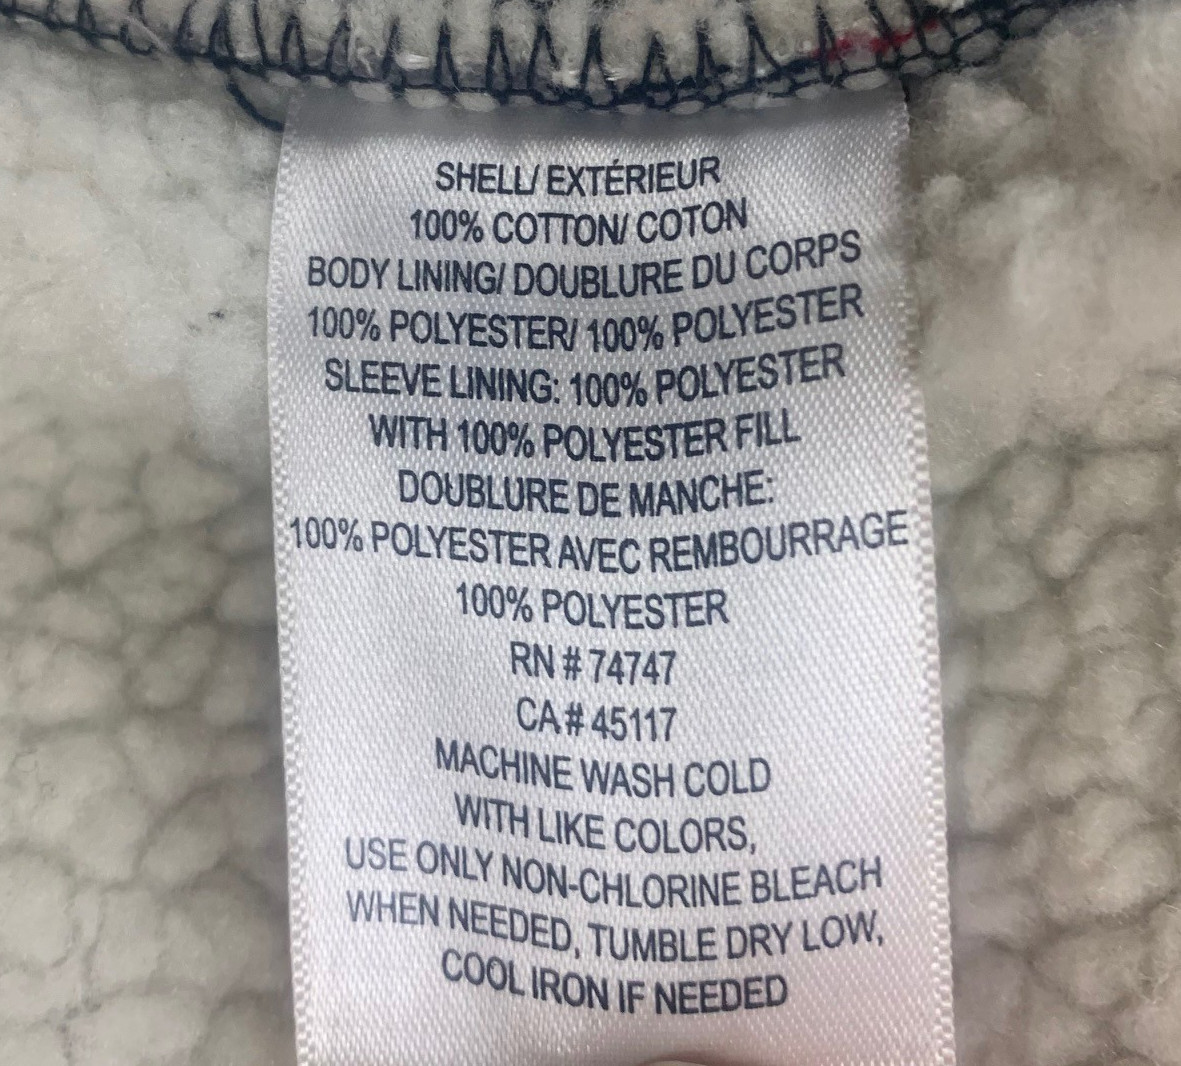 SHELL/ EXTÉRIEUR
100% COTTON/ COTON
BODY LINING/ DOUBLURE DU CORPS
100% POLYESTER/ 100% POLYESTER
SLEEVE LINING: 100% POLYESTER
WITH 100% POLYESTER FILL
DOUBLURE DE MANCHE:
100% POLYESTER AVEC REMBOURRAGE
100% POLYESTER
RN # 74747
CA# 45117
MACHINE WASH COLD
WITH LIKE COLORS,
USE ONLY NON-CHLORINE BLEACH
WHEN NEEDED, TUMBLE DRY LOW,
COOL IRON IF NEEDED